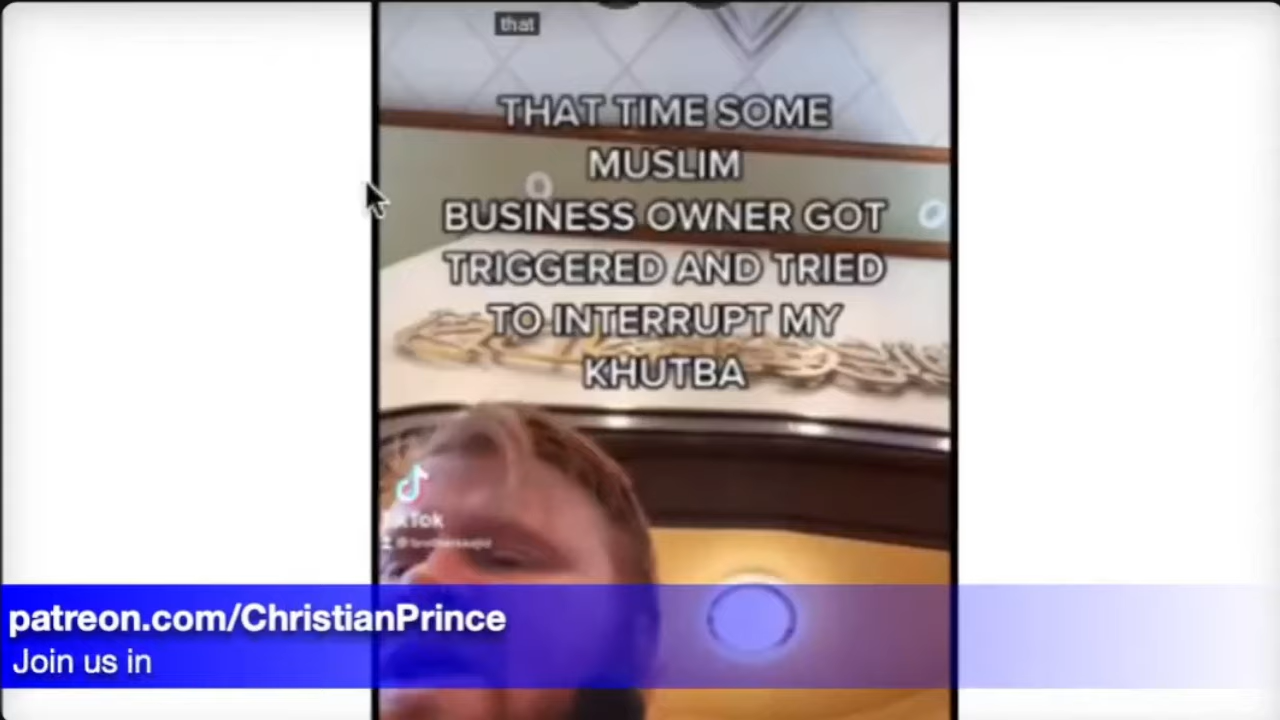 that
THAT TIME SOME
MUSLIM
BUSINESS OWNER GOT
TRIGGERED AND TRIED
TO INTERRUPT MY
KHUTBA
TikTok
patreon.com/ChristianPrince
Join us in